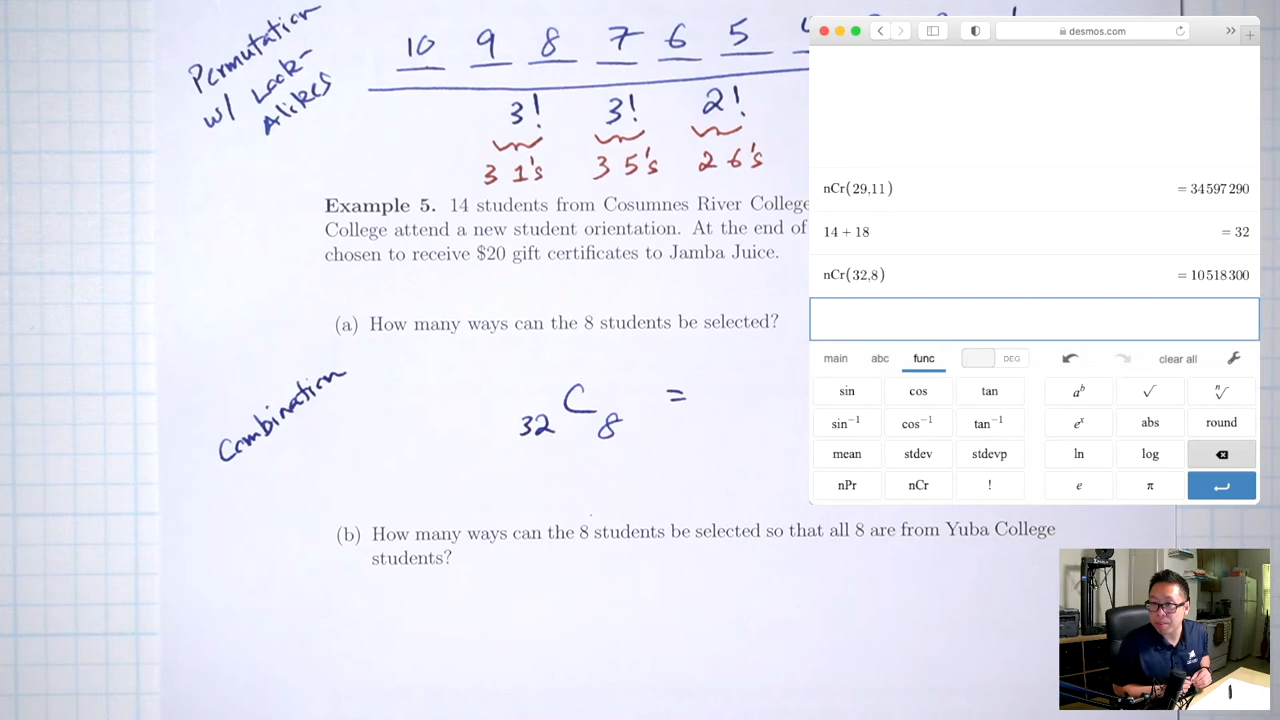 Permutation
w/ Look-
Alikes
10 9 8 7 6 5
3! 3! 2!
3 1's 3 5's 2 6's
Example 5. 14 students from Cosumnes River College
College attend a new student orientation. At the end of
chosen to receive $20 gift certificates to Jamba Juice.
(a) How many ways can the 8 students be selected?
Combination
32 C 8 =
(b) How many ways can the 8 students be selected so that all 8 are from Yuba College
students?
desmos.com
nCr(29,11) = 34597290
14 + 18 = 32
nCr(32,8) = 10518300
main abc func DEG clear all
sin cos tan a^b √ ⁿ√
sin⁻¹ cos⁻¹ tan⁻¹ eˣ abs round
mean stdev stdevp ln log
nPr nCr ! e π